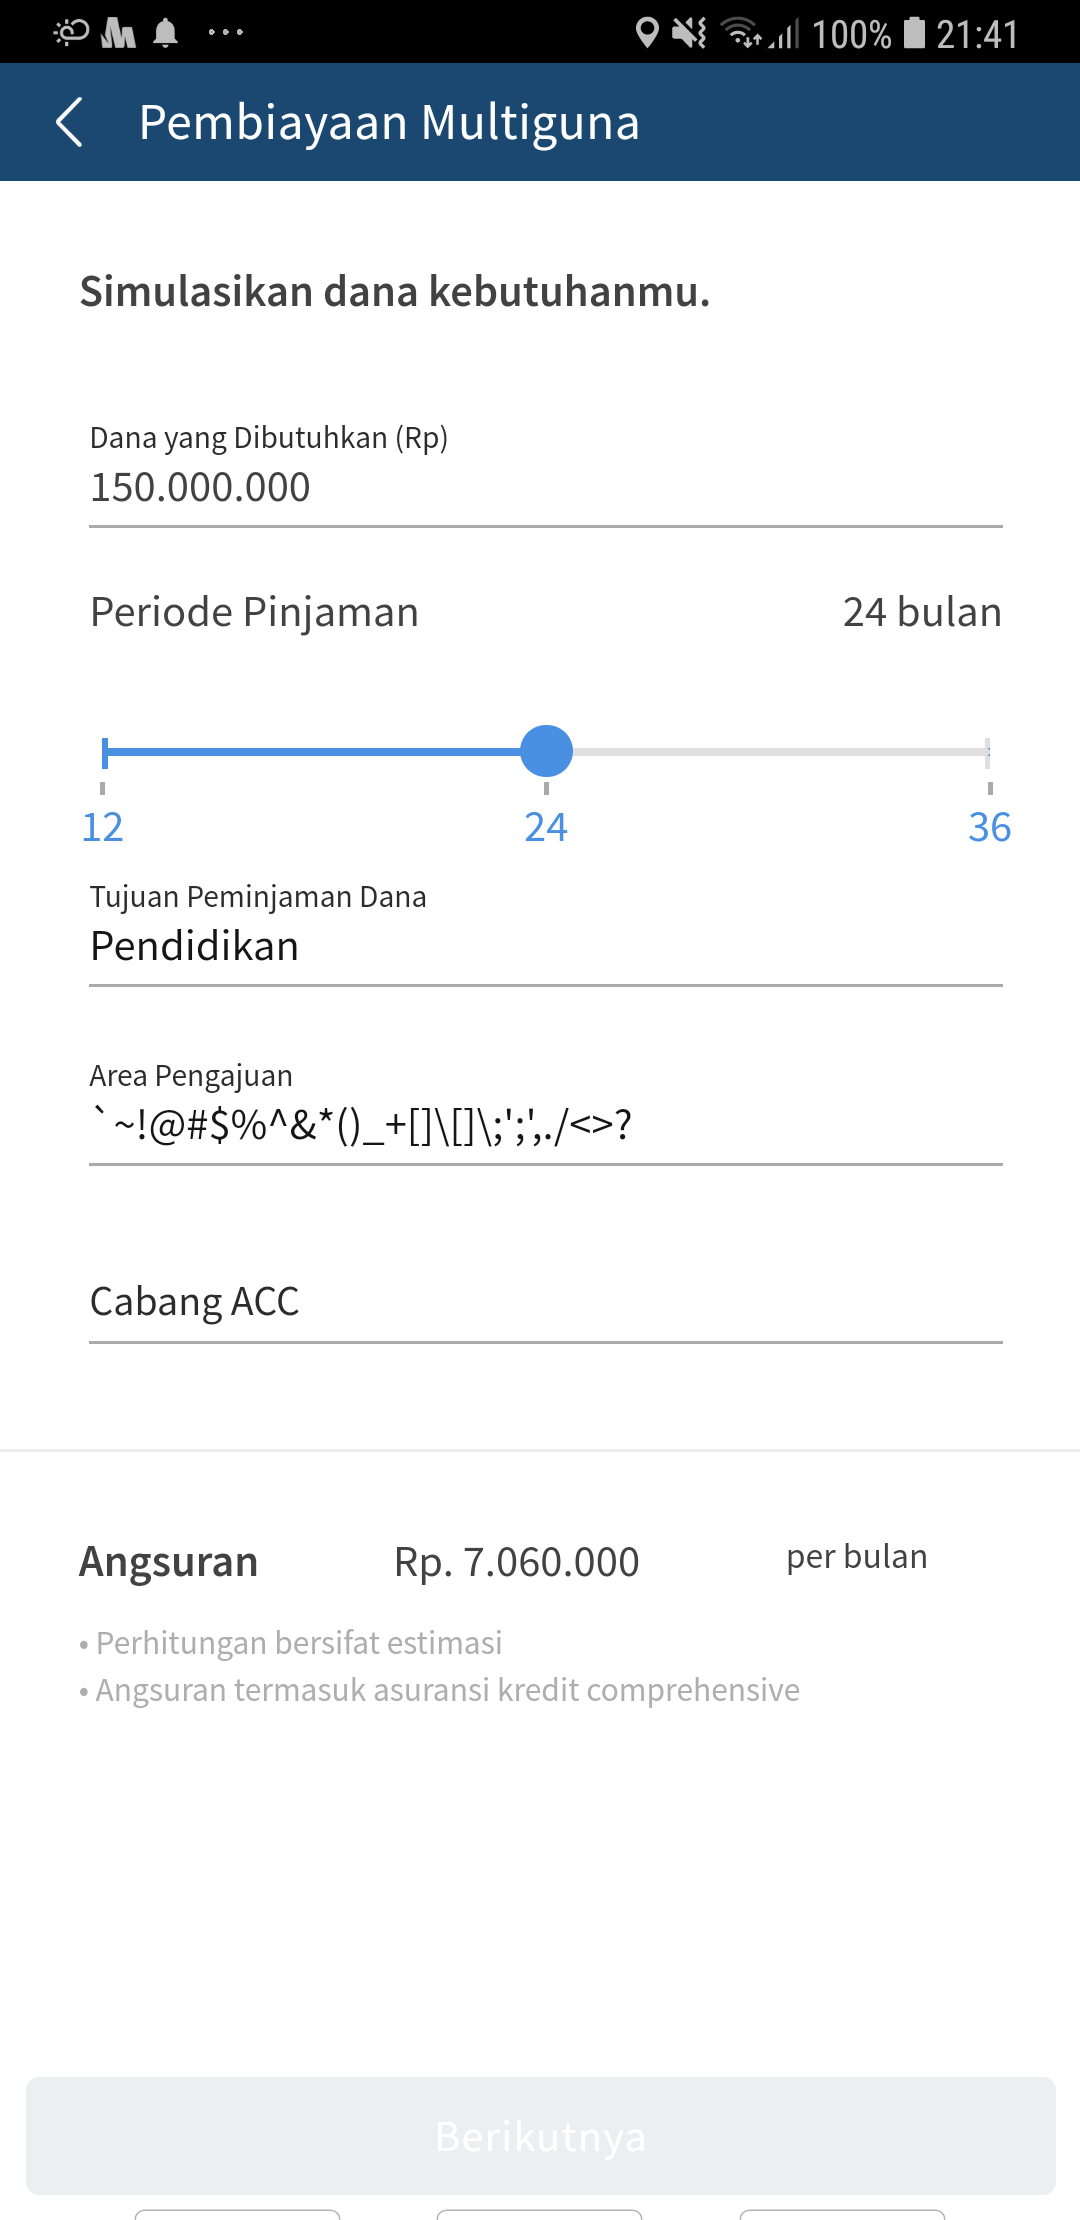 100% 21:41
Pembiayaan Multiguna
Simulasikan dana kebutuhanmu.
Dana yang Dibutuhkan (Rp)
150.000.000
Periode Pinjaman 24 bulan
12 24 36
Tujuan Peminjaman Dana
Pendidikan
Area Pengajuan
`~!@#$%^&*()_+[]\[]\;';',./<>?
Cabang ACC
Angsuran Rp. 7.060.000 per bulan
• Perhitungan bersifat estimasi
• Angsuran termasuk asuransi kredit comprehensive
Berikutnya